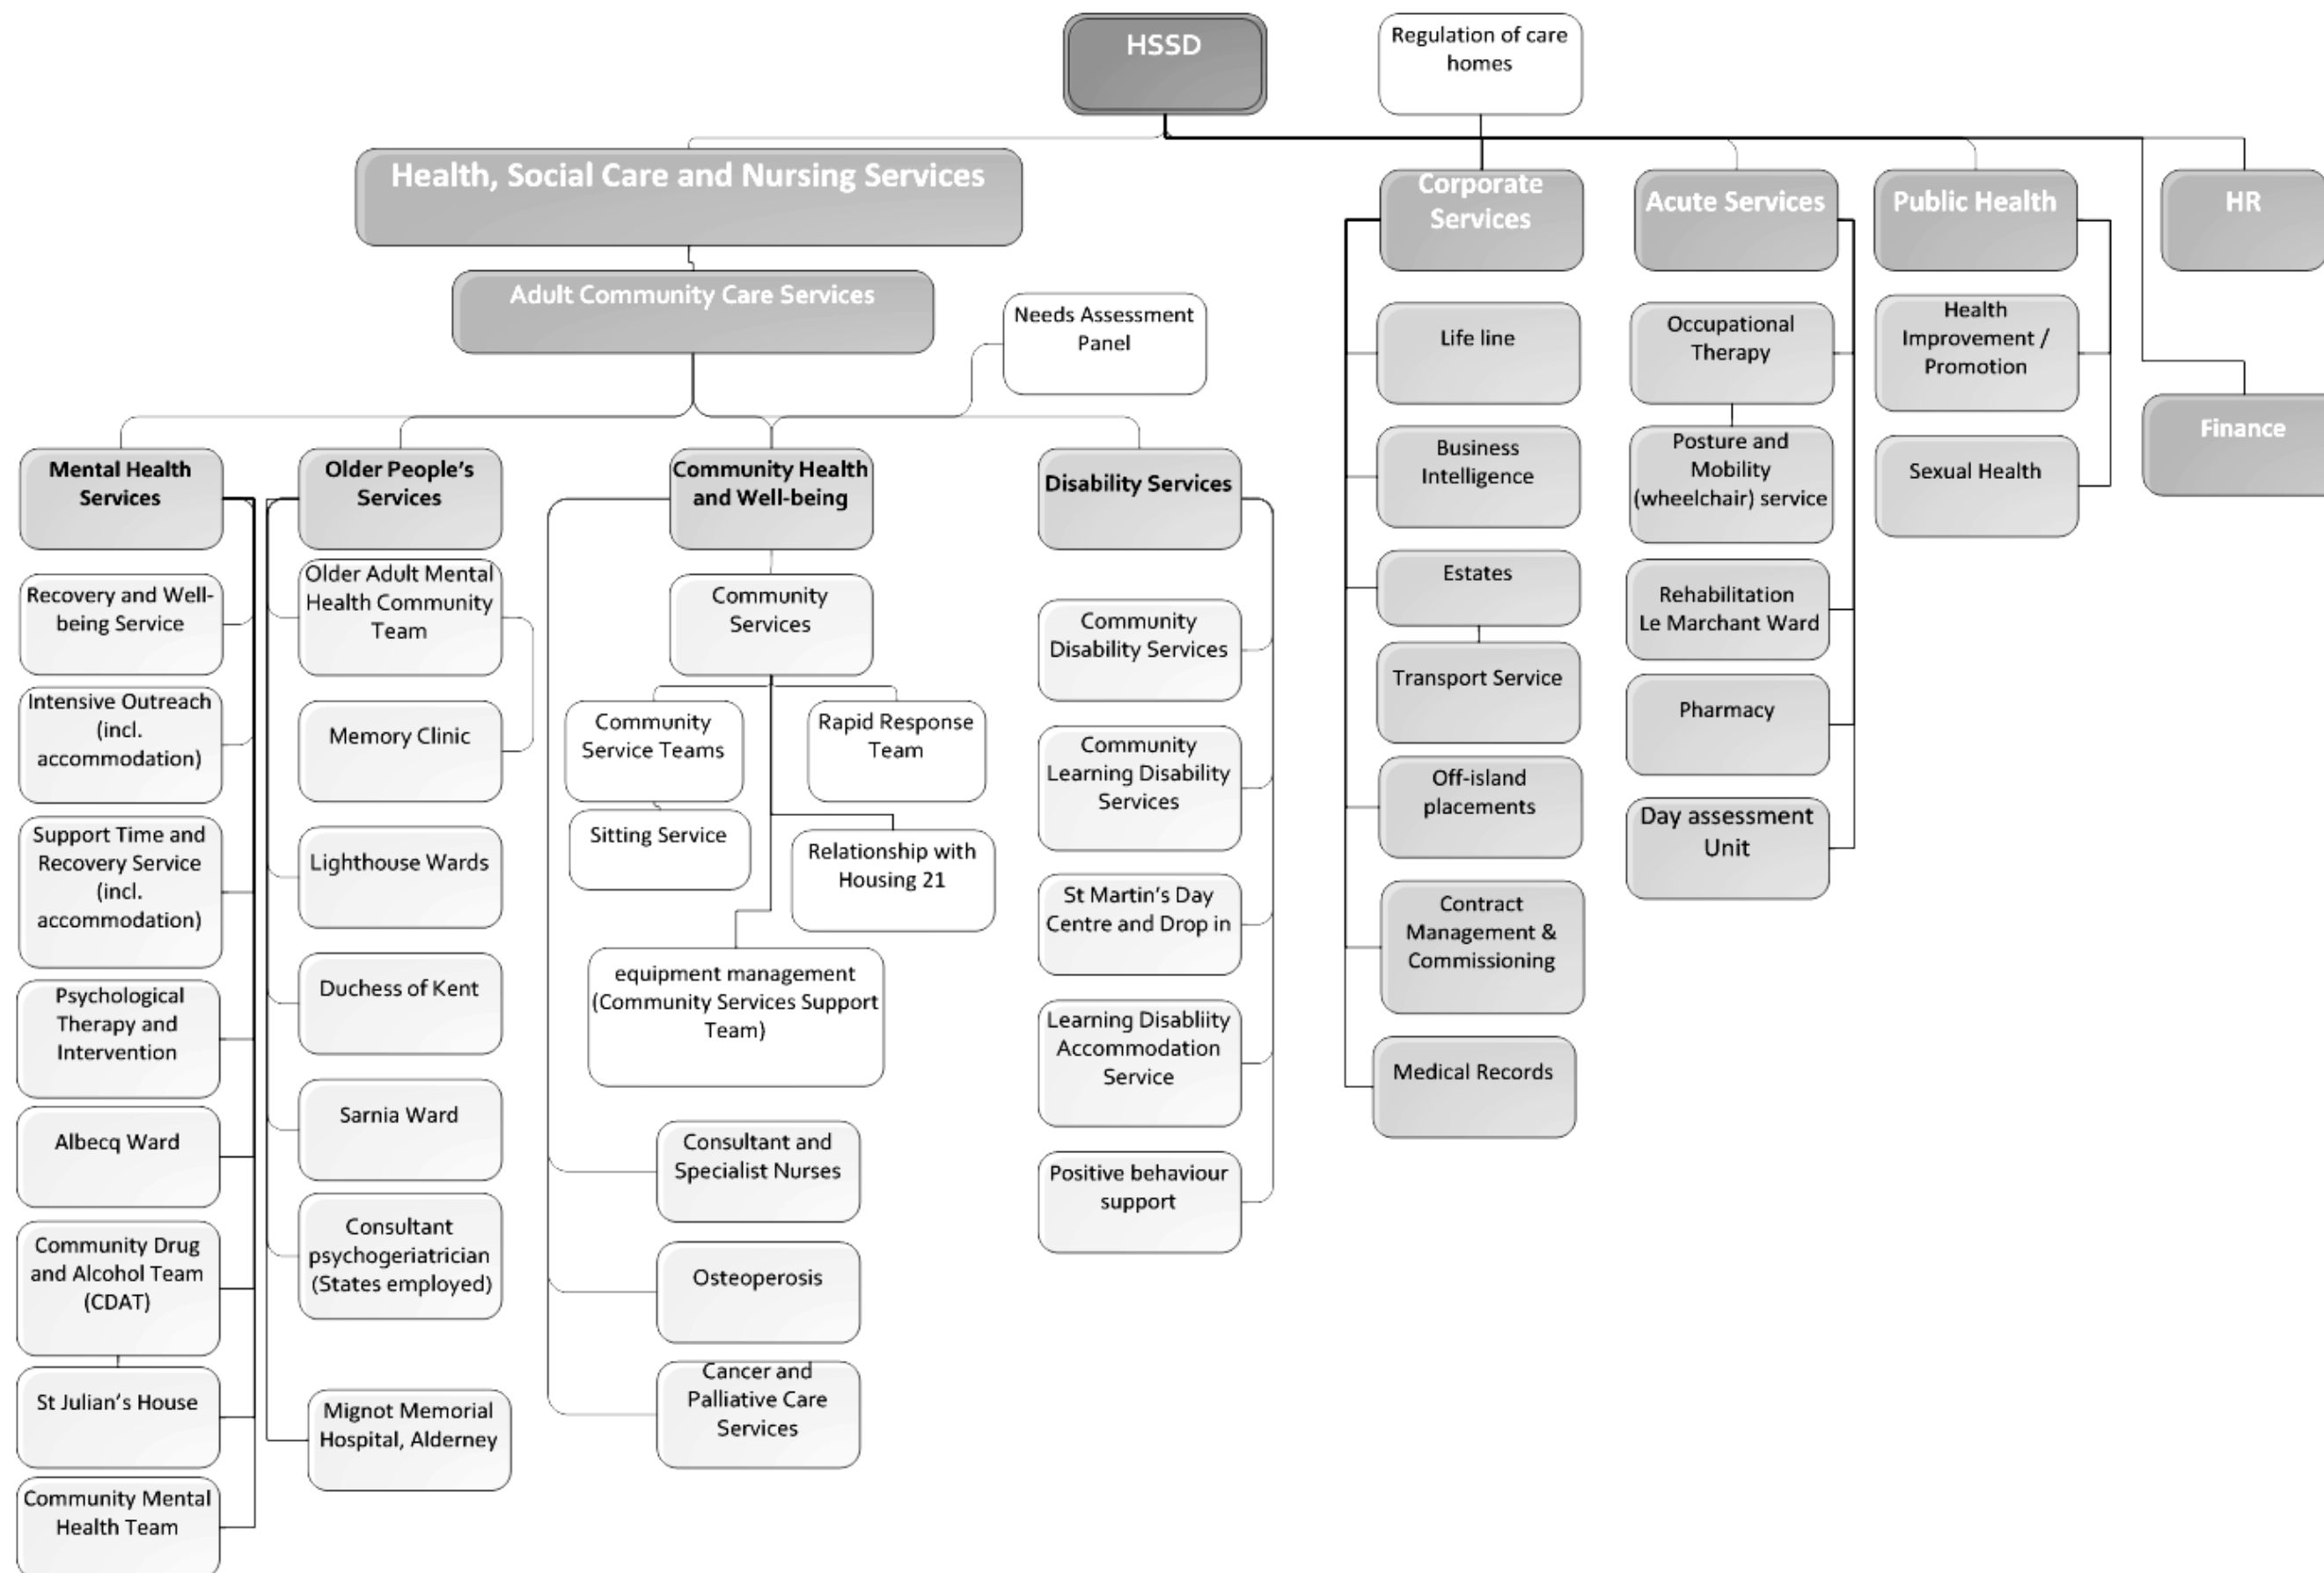 HSSD
Regulation of care
homes
Health, Social Care and Nursing Services
Corporate
Services
Acute Services
Public Health
HR
Adult Community Care Services
Needs Assessment
Panel
Life line
Occupational
Therapy
Health
Improvement /
Promotion
Finance
Mental Health
Services
Older People's
Services
Community Health
and Well-being
Disability Services
Business
Intelligence
Posture and
Mobility
(wheelchair) service
Sexual Health
Recovery and Well-
being Service
Intensive Outreach
(incl.
accommodation)
Support Time and
Recovery Service
(incl.
accommodation)
Psychological
Therapy and
Intervention
Albecq Ward
Community Drug
and Alcohol Team
(CDAT)
St Julian's House
Community Mental
Health Team
Older Adult Mental
Health Community
Team
Memory Clinic
Lighthouse Wards
Duchess of Kent
Sarnia Ward
Consultant
psychogeriatrician
(States employed)
Mignot Memorial
Hospital, Alderney
Community
Services
Community
Service Teams
Rapid Response
Team
Sitting Service
Relationship with
Housing 21
equipment management
(Community Services Support
Team)
Consultant and
Specialist Nurses
Osteoperosis
Cancer and
Palliative Care
Services
Community
Disability Services
Community
Learning Disability
Services
St Martin's Day
Centre and Drop in
Learning Disabliity
Accommodation
Service
Positive behaviour
support
Estates
Transport Service
Off-island
placements
Contract
Management &
Commissioning
Medical Records
Rehabilitation
Le Marchant Ward
Pharmacy
Day assessment
Unit